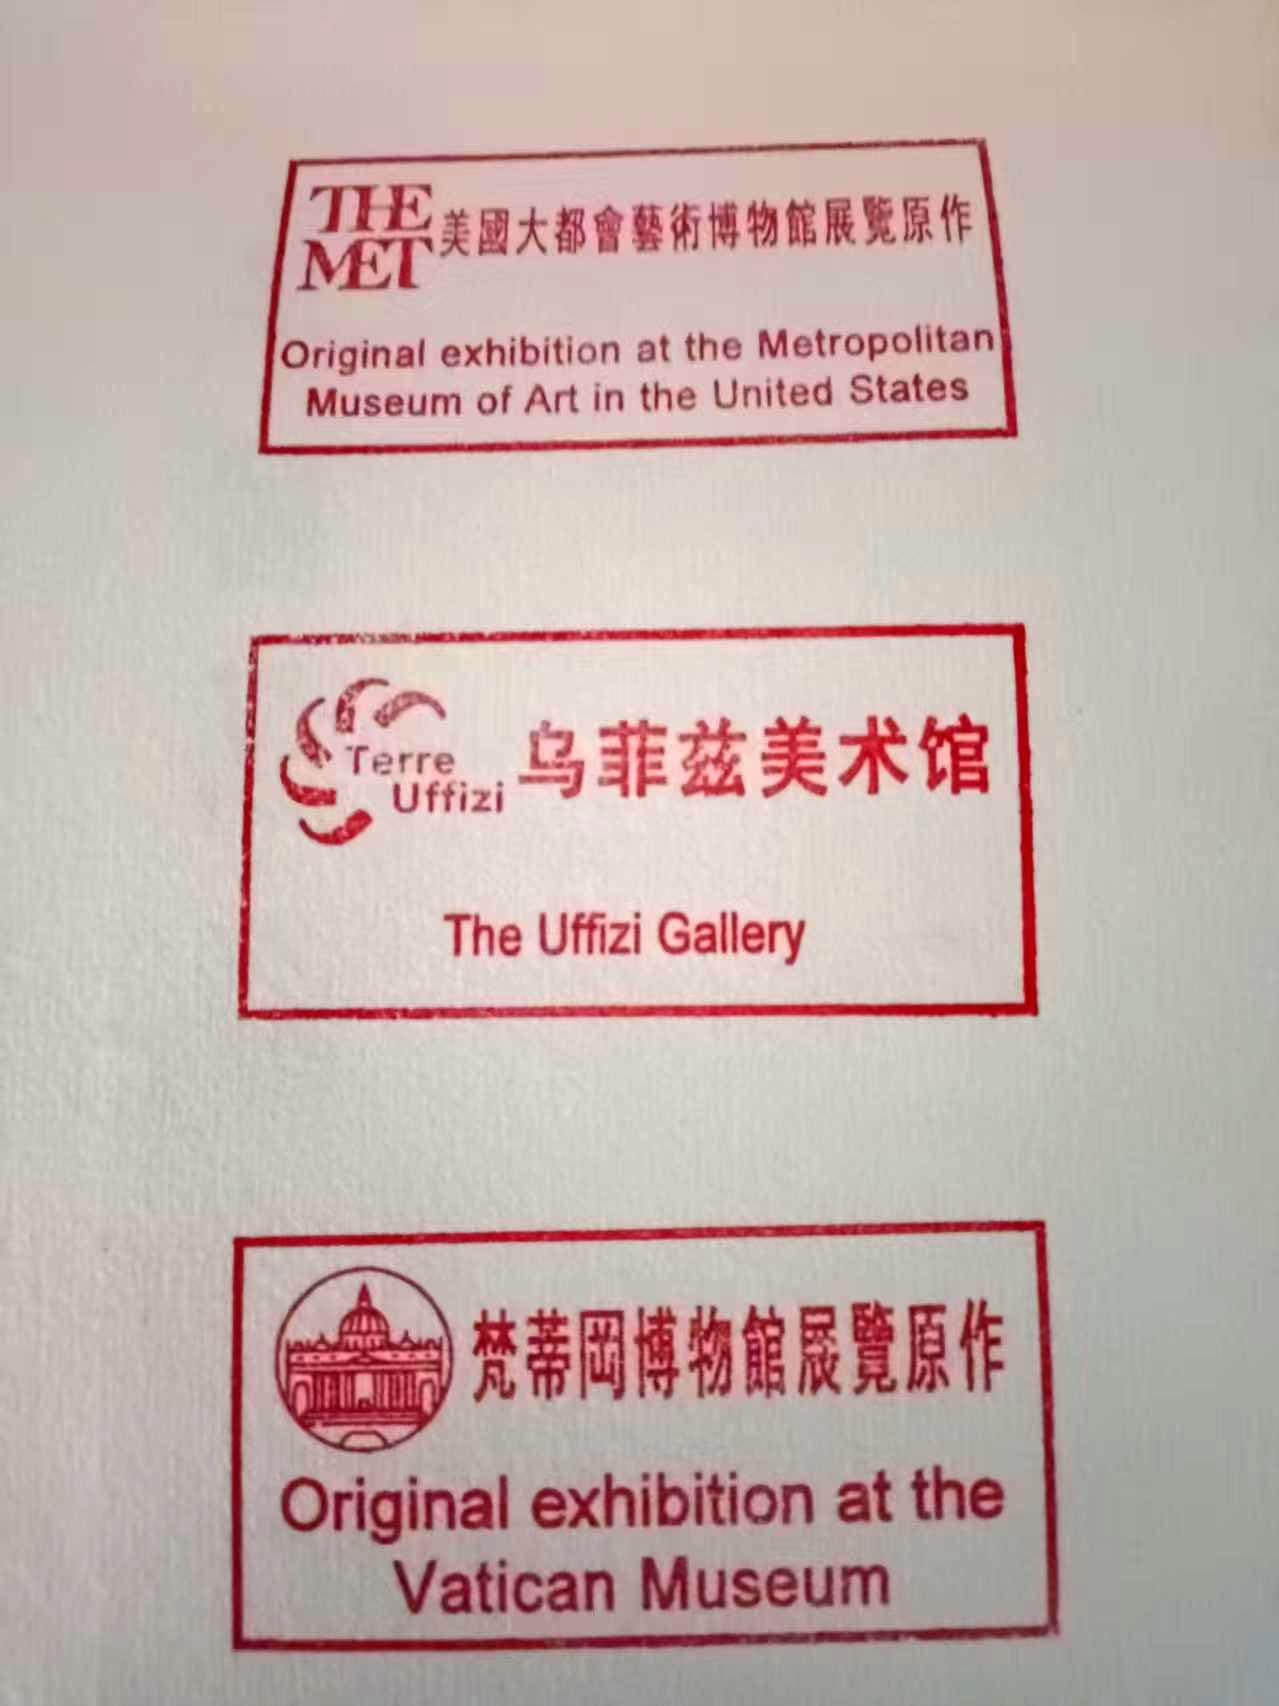 THE
MET
美國大都會藝術博物館展覽原作
Original exhibition at the Metropolitan
Museum of Art in the United States
Terre
Uffizi
乌菲兹美术馆
The Uffizi Gallery
梵蒂岡博物館展覽原作
Original exhibition at the
Vatican Museum